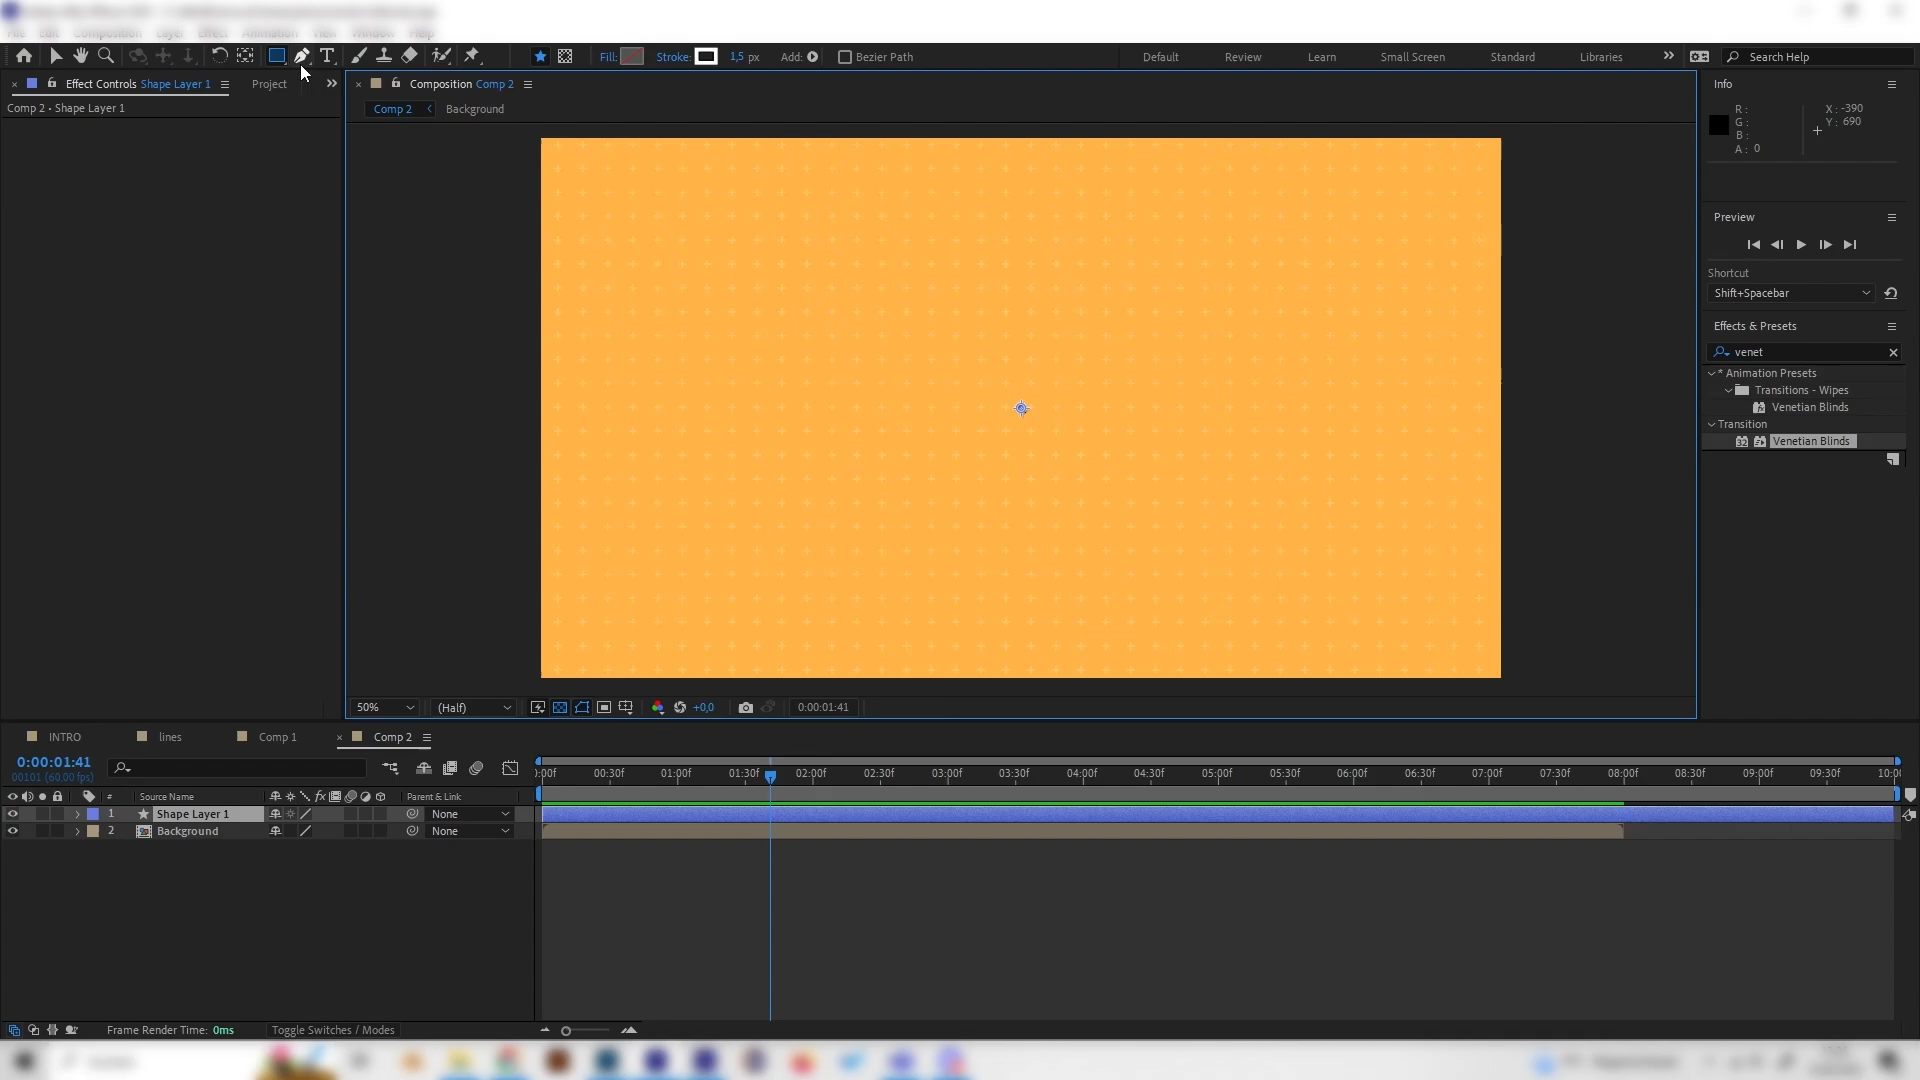 Fill:
Stroke:
1,5 px
Add:
Bezier Path
Default
Review
Learn
Small Screen
Standard
Libraries
Search Help
Effect Controls Shape Layer 1
Project
Composition Comp 2
Info
Comp 2 • Shape Layer 1
Comp 2
Background
R :
G :
B :
A : 0
X : -390
Y : 690
Preview
Shortcut
Shift+Spacebar
Effects & Presets
venet
* Animation Presets
Transitions - Wipes
Venetian Blinds
Transition
32
Venetian Blinds
50%
(Half)
+0,0
0:00:01:41
INTRO
lines
Comp 1
Comp 2
0:00:01:41
00101 (60.00 fps)
:00f
00:30f
01:00f
01:30f
02:00f
02:30f
03:00f
03:30f
04:00f
04:30f
05:00f
05:30f
06:00f
06:30f
07:00f
07:30f
08:00f
08:30f
09:00f
09:30f
10:0
#
Source Name
fx
Parent & Link
1
Shape Layer 1
None
2
Background
None
Frame Render Time: 0ms
Toggle Switches / Modes